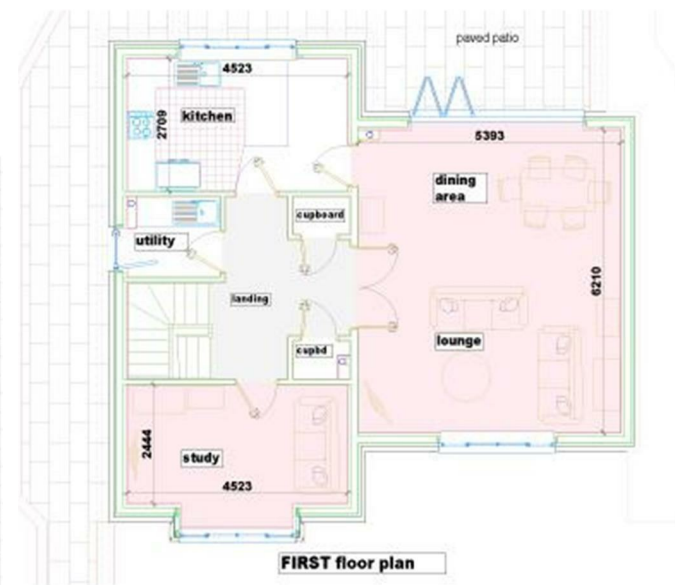 paved patio
4523
kitchen
2709
5393
dining
area
cupboard
utility
6210
landing
lounge
cupbd
2444
study
4523
FIRST floor plan